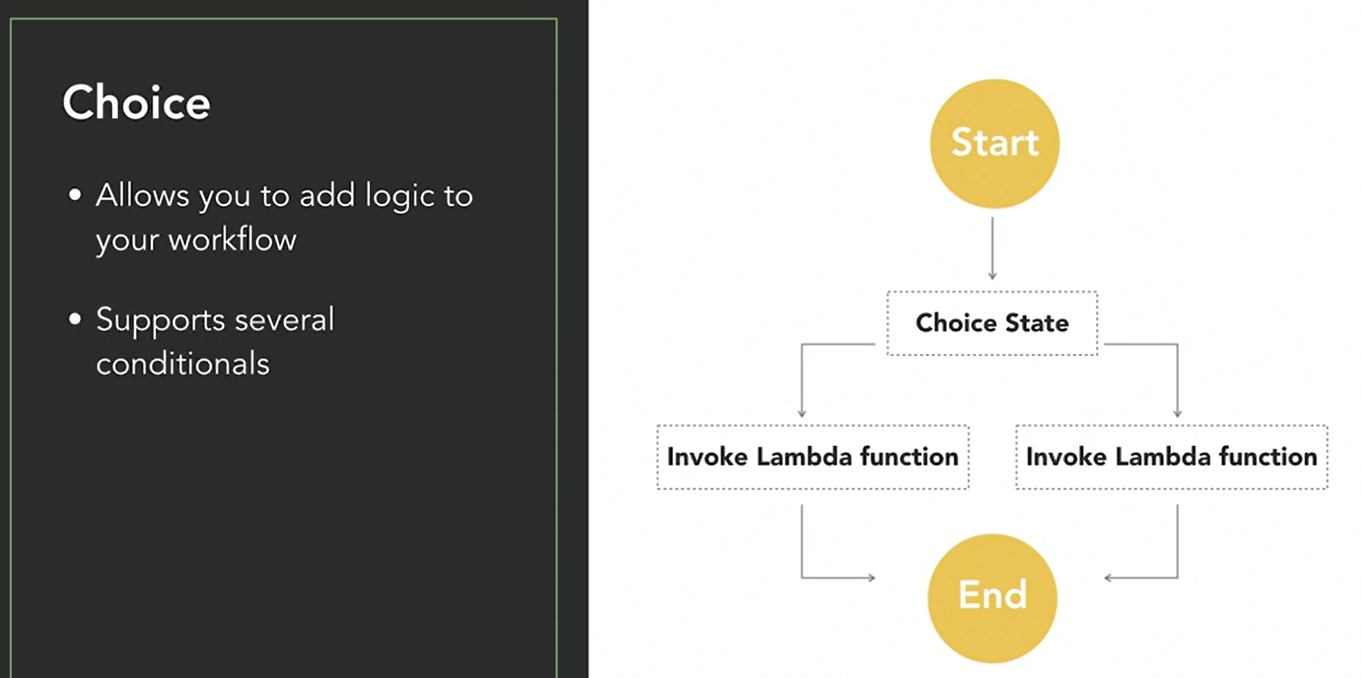 Choice
• Allows you to add logic to
your workflow
• Supports several
conditionals
Start
Choice State
Invoke Lambda function
Invoke Lambda function
End